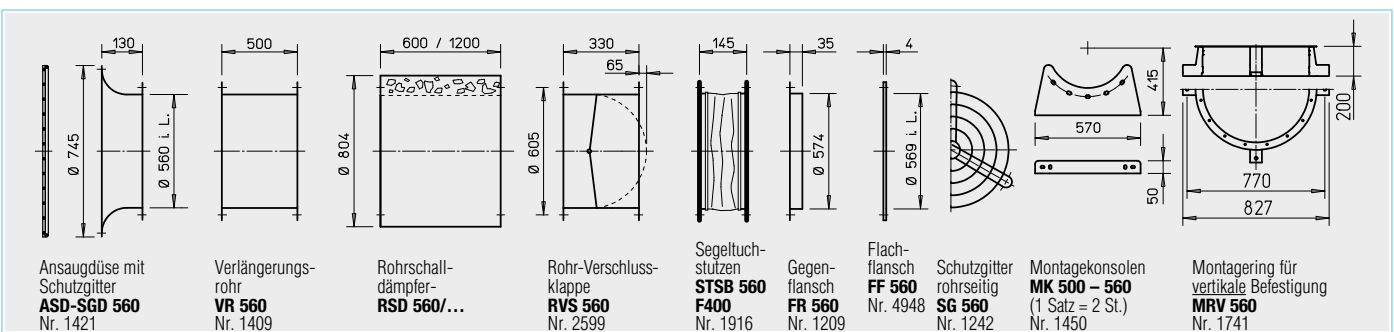 130
Ø 745
Ø 560 i. L.
Ansaugdüse mit
Schutzgitter
ASD-SGD 560
Nr. 1421
500
Verlängerungs-
rohr
VR 560
Nr. 1409
600 / 1200
Ø 804
Rohrschall-
dämpfer-
RSD 560/...
330
65
Ø 605
Rohr-Verschluss-
klappe
RVS 560
Nr. 2599
145
Segeltuch-
stutzen
STSB 560
F400
Nr. 1916
35
Ø 574
Gegen-
flansch
FR 560
Nr. 1209
4
Ø 569 i. L.
Flach-
flansch
FF 560
Nr. 4948
Schutzgitter
rohrseitig
SG 560
Nr. 1242
415
570
50
Montagekonsolen
MK 500 – 560
(1 Satz = 2 St.)
Nr. 1450
200
770
827
Montagering für
vertikale Befestigung
MRV 560
Nr. 1741